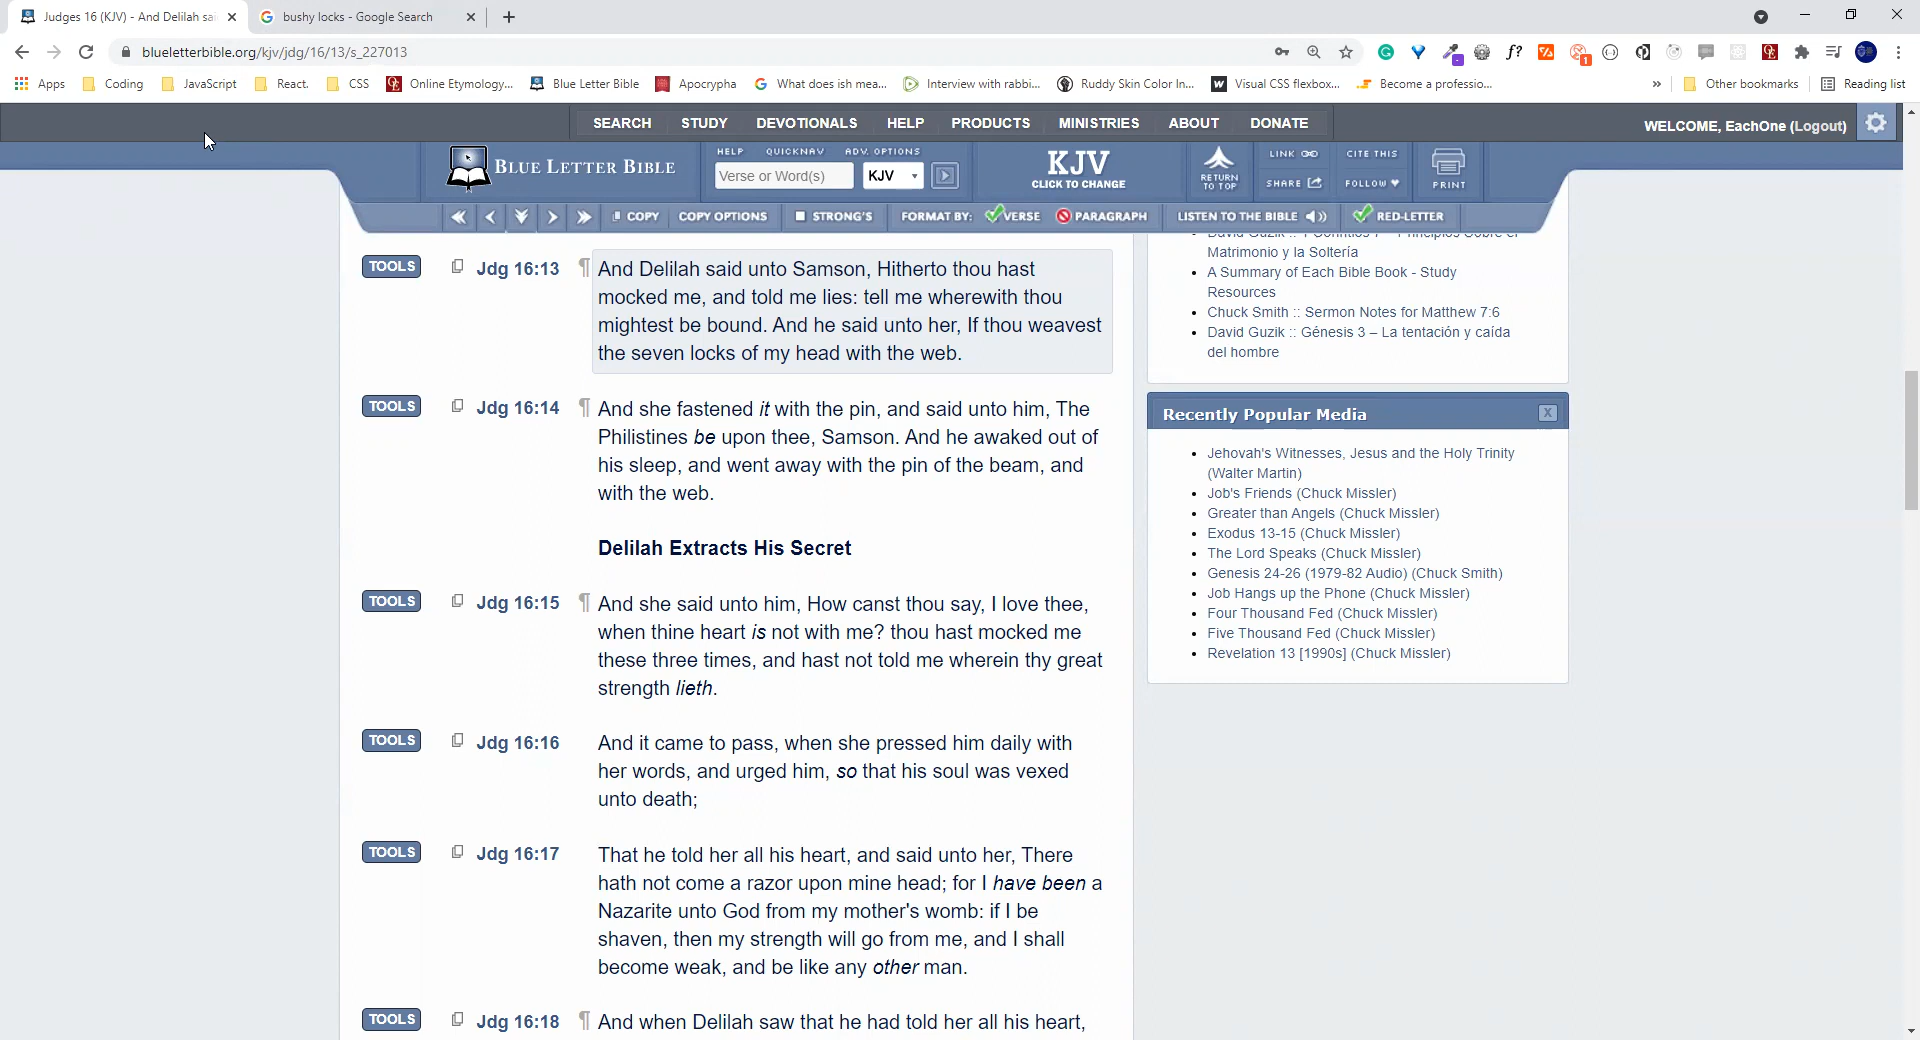 Judges 16 (KJV) - And Delilah sai
bushy locks - Google Search
blueletterbible.org/kjv/jdg/16/13/s_227013
f?
1
Apps
Coding
JavaScript
React.
CSS
Online Etymology...
Blue Letter Bible
Apocrypha
What does ish mea...
Interview with rabbi...
Ruddy Skin Color In...
Visual CSS flexbox...
Become a professio...
»
Other bookmarks
Reading list
SEARCH
STUDY
DEVOTIONALS
HELP
PRODUCTS
MINISTRIES
ABOUT
DONATE
WELCOME, EachOne (Logout)
BLUE LETTER BIBLE
HELP QUICKNAV ADV. OPTIONS
Verse or Word(s)
KJV
KJV
CLICK TO CHANGE
RETURN
TO TOP
LINK
CITE THIS
SHARE
FOLLOW
PRINT
COPY
COPY OPTIONS
STRONG'S
FORMAT BY:
VERSE
PARAGRAPH
LISTEN TO THE BIBLE
RED-LETTER
TOOLS
Jdg 16:13
¶ And Delilah said unto Samson, Hitherto thou hast
mocked me, and told me lies: tell me wherewith thou
mightest be bound. And he said unto her, If thou weavest
the seven locks of my head with the web.
TOOLS
Jdg 16:14
¶ And she fastened it with the pin, and said unto him, The
Philistines be upon thee, Samson. And he awaked out of
his sleep, and went away with the pin of the beam, and
with the web.
Delilah Extracts His Secret
TOOLS
Jdg 16:15
¶ And she said unto him, How canst thou say, I love thee,
when thine heart is not with me? thou hast mocked me
these three times, and hast not told me wherein thy great
strength lieth.
TOOLS
Jdg 16:16
And it came to pass, when she pressed him daily with
her words, and urged him, so that his soul was vexed
unto death;
TOOLS
Jdg 16:17
That he told her all his heart, and said unto her, There
hath not come a razor upon mine head; for I have been a
Nazarite unto God from my mother's womb: if I be
shaven, then my strength will go from me, and I shall
become weak, and be like any other man.
TOOLS
Jdg 16:18
¶ And when Delilah saw that he had told her all his heart,
Matrimonio y la Soltería
A Summary of Each Bible Book - Study
Resources
Chuck Smith :: Sermon Notes for Matthew 7:6
David Guzik :: Génesis 3 – La tentación y caída
del hombre
Recently Popular Media
X
Jehovah's Witnesses, Jesus and the Holy Trinity
(Walter Martin)
Job's Friends (Chuck Missler)
Greater than Angels (Chuck Missler)
Exodus 13-15 (Chuck Missler)
The Lord Speaks (Chuck Missler)
Genesis 24-26 (1979-82 Audio) (Chuck Smith)
Job Hangs up the Phone (Chuck Missler)
Four Thousand Fed (Chuck Missler)
Five Thousand Fed (Chuck Missler)
Revelation 13 [1990s] (Chuck Missler)